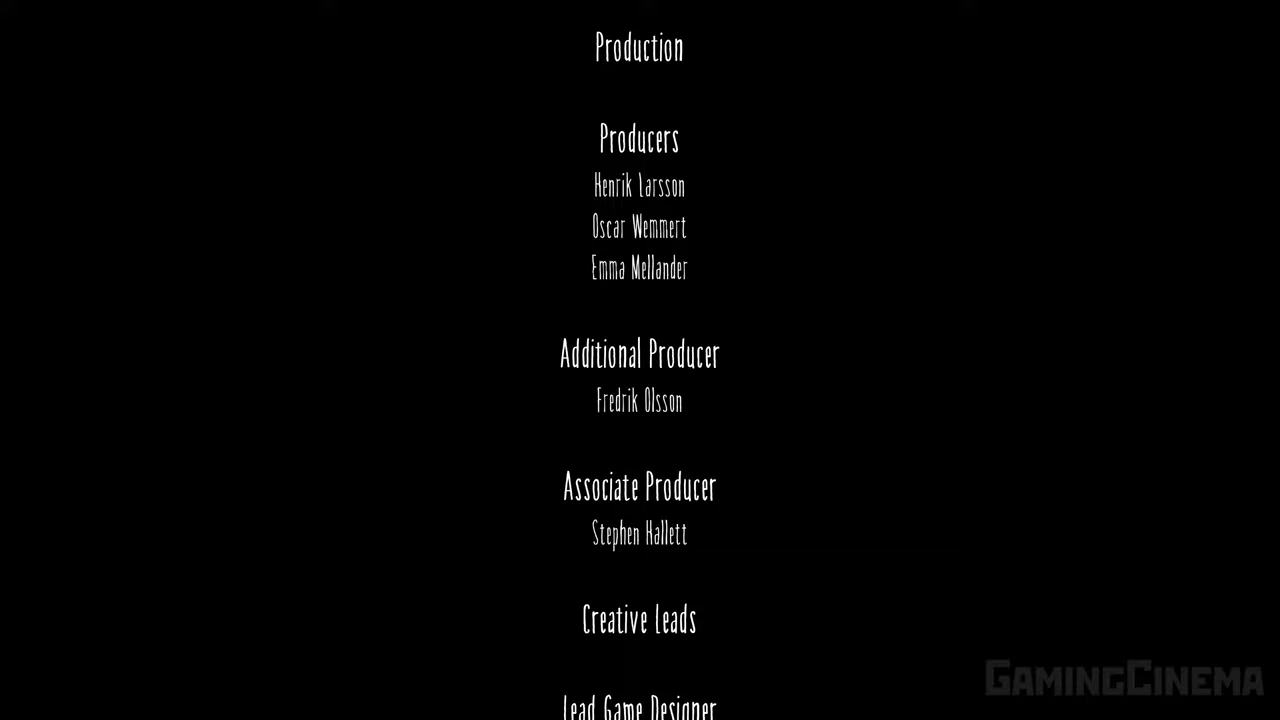 Production
Producers
Henrik Larsson
Oscar Wemmert
Emma Mellander
Additional Producer
Fredrik Olsson
Associate Producer
Stephen Hallett
Creative Leads
Lead Game Designer
GamingCinema